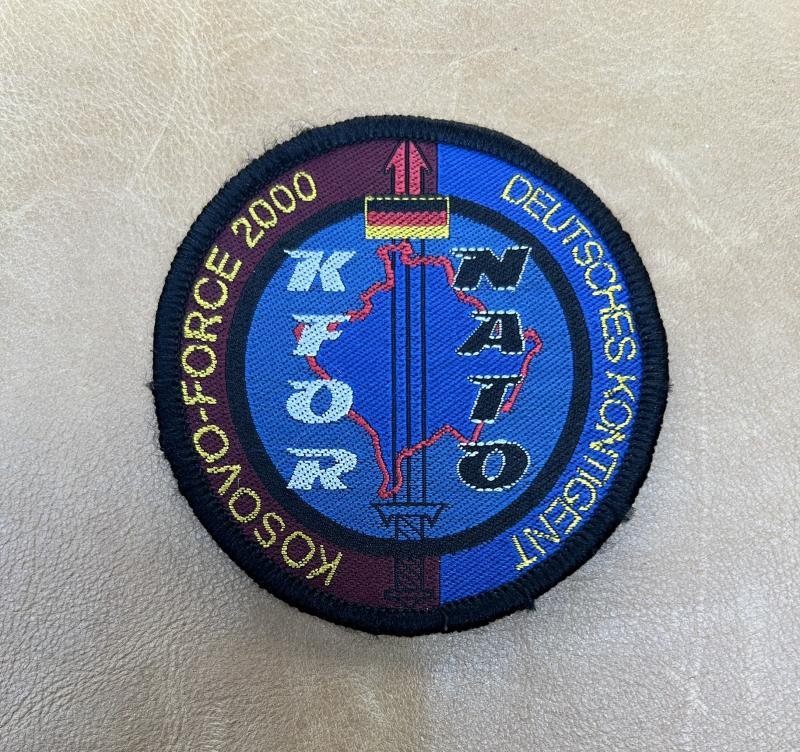 KOSOVO-FORCE 2000
DEUTSCHES KONTIGENT
KFOR
NATO